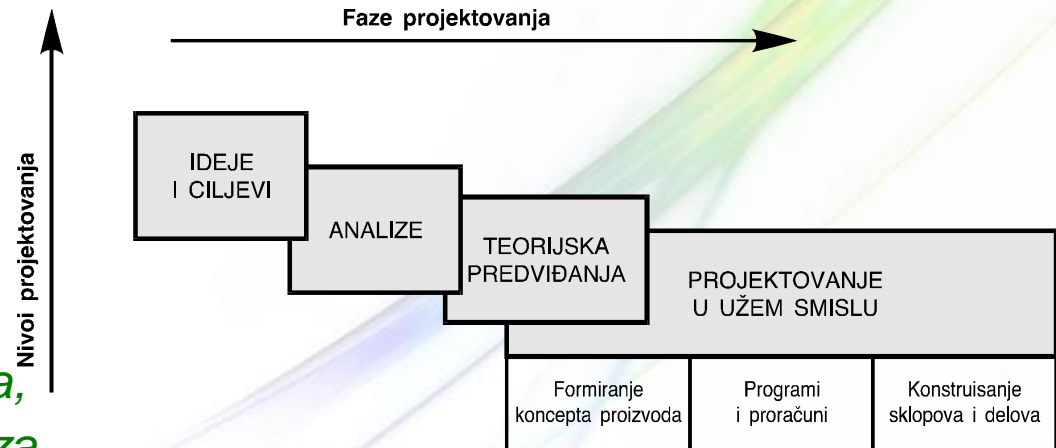 Faze projektovanja
Nivoi projektovanja
IDEJE
I CILJEVI
ANALIZE
TEORIJSKA
PREDVIĐANJA
PROJEKTOVANJE
U UŽEM SMISLU
Formiranje
koncepta proizvoda
Programi
i proračuni
Konstruisanje
sklopova i delova